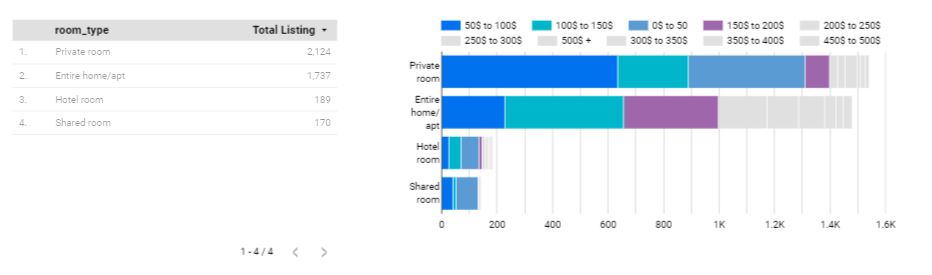 room_type Total Listing
1. Private room 2,124
2. Entire home/apt 1,737
3. Hotel room 189
4. Shared room 170
1 - 4 / 4
50$ to 100$ 100$ to 150$ 0$ to 50 150$ to 200$ 200$ to 250$
250$ to 300$ 500$ + 300$ to 350$ 350$ to 400$ 450$ to 500$
Private
room
Entire
home/
apt
Hotel
room
Shared
room
0 200 400 600 800 1K 1.2K 1.4K 1.6K